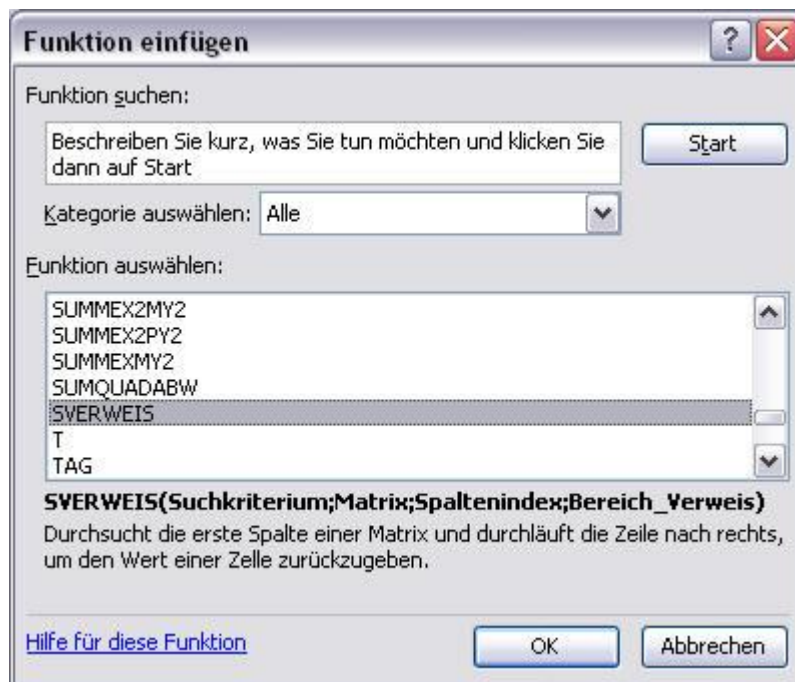 Funktion einfügen
Funktion suchen:
Beschreiben Sie kurz, was Sie tun möchten und klicken Sie
dann auf Start
Start
Kategorie auswählen: Alle
Funktion auswählen:
SUMMEX2MY2
SUMMEX2PY2
SUMMEXMY2
SUMQUADABW
SVERWEIS
T
TAG
SVERWEIS(Suchkriterium;Matrix;Spaltenindex;Bereich_Verweis)
Durchsucht die erste Spalte einer Matrix und durchläuft die Zeile nach rechts,
um den Wert einer Zelle zurückzugeben.
Hilfe für diese Funktion
OK
Abbrechen